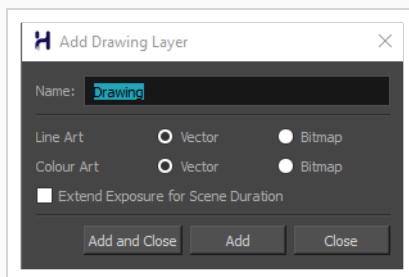 Add Drawing Layer
Name: Drawing
Line Art Vector Bitmap
Colour Art Vector Bitmap
Extend Exposure for Scene Duration
Add and Close Add Close